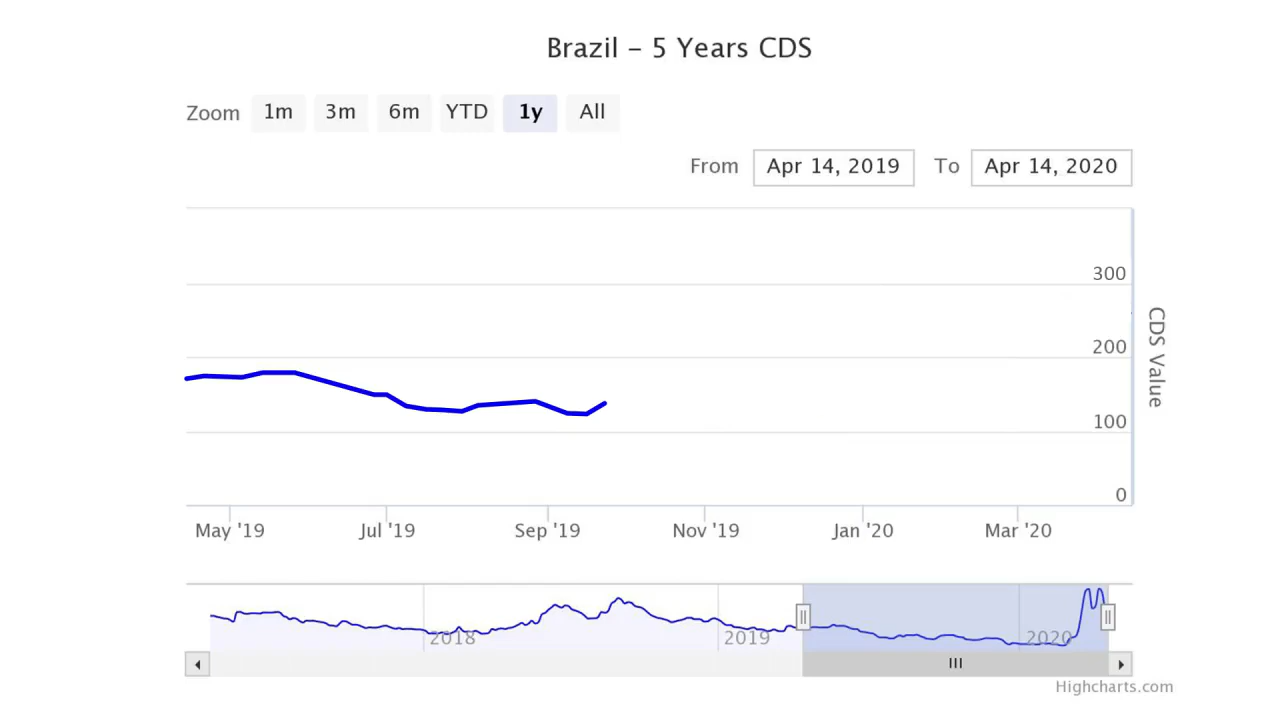 Brazil – 5 Years CDS
Zoom 1m 3m 6m YTD 1y All
From Apr 14, 2019 To Apr 14, 2020
300
200
100
0
CDS Value
May '19 Jul '19 Sep '19 Nov '19 Jan '20 Mar '20
2018 2019 2020
Highcharts.com